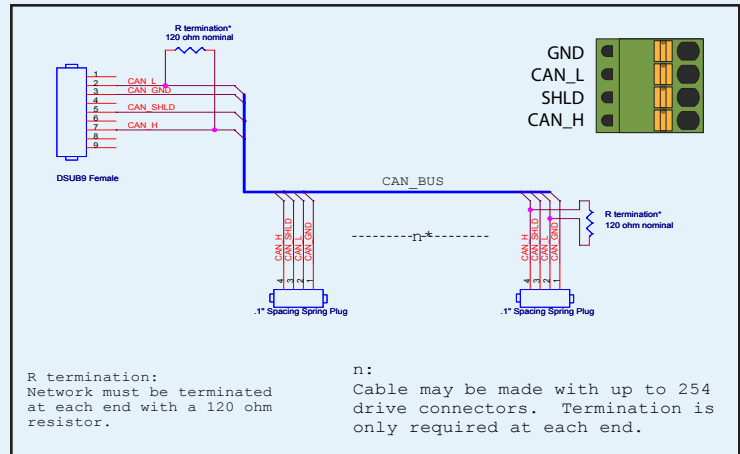 R termination*
120 ohm nominal
1
2
3
4
5
6
7
8
9
CAN_L
CAN_GND
CAN_SHLD
CAN_H
DSUB9 Female
GND
CAN_L
SHLD
CAN_H
CAN_BUS
CAN_H
CAN_SHLD
CAN_L
CAN_GND
4
3
2
1
.1" Spacing Spring Plug
---------n*---------
CAN_H
CAN_SHLD
CAN_L
CAN_GND
4
3
2
1
.1" Spacing Spring Plug
R termination*
120 ohm nominal
R termination:
Network must be terminated
at each end with a 120 ohm
resistor.
n:
Cable may be made with up to 254
drive connectors.  Termination is
only required at each end.